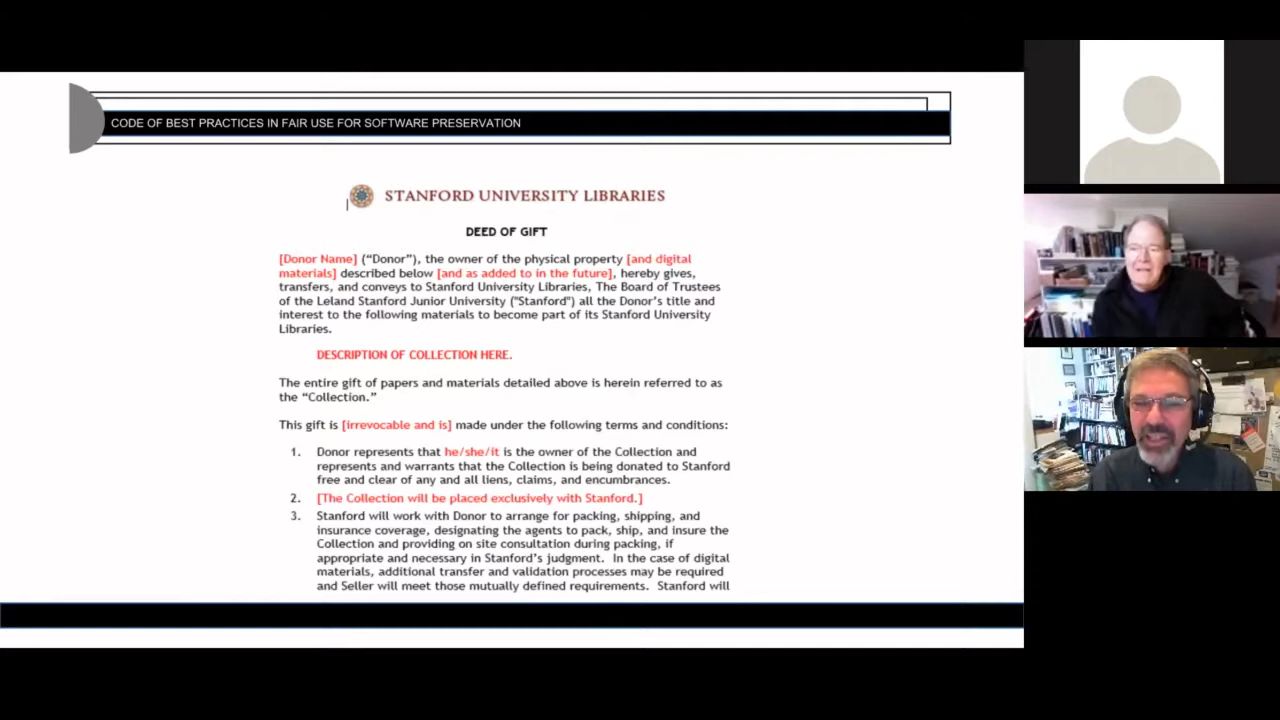 CODE OF BEST PRACTICES IN FAIR USE FOR SOFTWARE PRESERVATION
STANFORD UNIVERSITY LIBRARIES
DEED OF GIFT
[Donor Name] (“Donor”), the owner of the physical property [and digital
materials] described below [and as added to in the future], hereby gives,
transfers, and conveys to Stanford University Libraries, The Board of Trustees
of the Leland Stanford Junior University ("Stanford") all the Donor’s title and
interest to the following materials to become part of its Stanford University
Libraries.
DESCRIPTION OF COLLECTION HERE.
The entire gift of papers and materials detailed above is herein referred to as
the “Collection.”
This gift is [irrevocable and is] made under the following terms and conditions:
1. Donor represents that he/she/it is the owner of the Collection and
represents and warrants that the Collection is being donated to Stanford
free and clear of any and all liens, claims, and encumbrances.
2. [The Collection will be placed exclusively with Stanford.]
3. Stanford will work with Donor to arrange for packing, shipping, and
insurance coverage, designating the agents to pack, ship, and insure the
Collection and providing on site consultation during packing, if
appropriate and necessary in Stanford’s judgment. In the case of digital
materials, additional transfer and validation processes may be required
and Seller will meet those mutually defined requirements. Stanford will